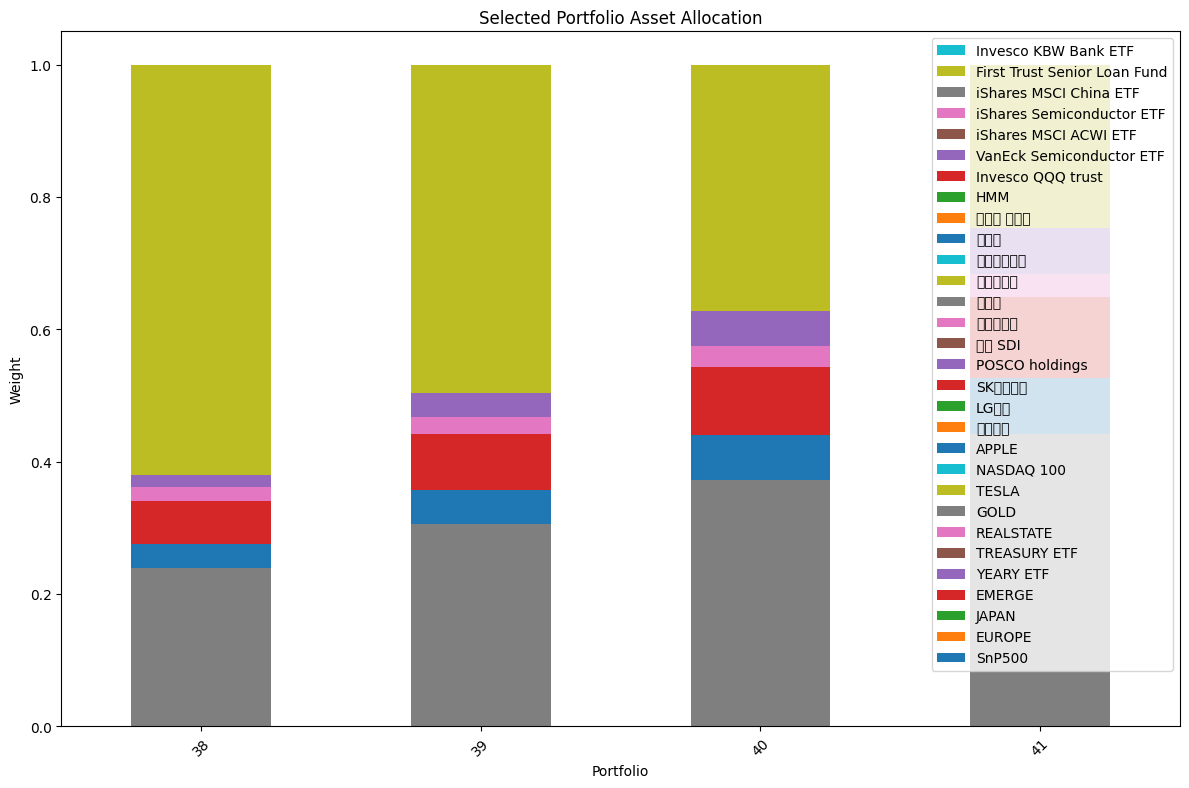 Selected Portfolio Asset Allocation
1.0
0.8
0.6
0.4
0.2
0.0
Weight
38
39
40
41
Portfolio
Invesco KBW Bank ETF
First Trust Senior Loan Fund
iShares MSCI China ETF
iShares Semiconductor ETF
iShares MSCI ACWI ETF
VanEck Semiconductor ETF
Invesco QQQ trust
HMM
SDI
POSCO holdings
SK
LG
APPLE
NASDAQ 100
TESLA
GOLD
REALSTATE
TREASURY ETF
YEARY ETF
EMERGE
JAPAN
EUROPE
SnP500